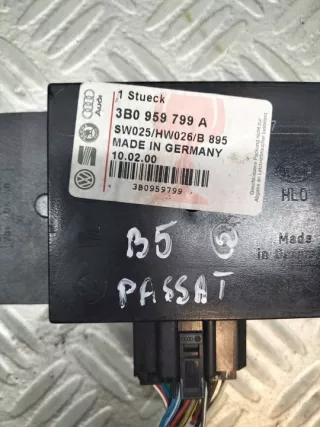 1 Stueck
3B0 959 799 A
SW025/HW026/B 895
MADE IN GERMANY
10.02.00
3B0959799
Audi
HLO
Made
in
B5
PASSAT